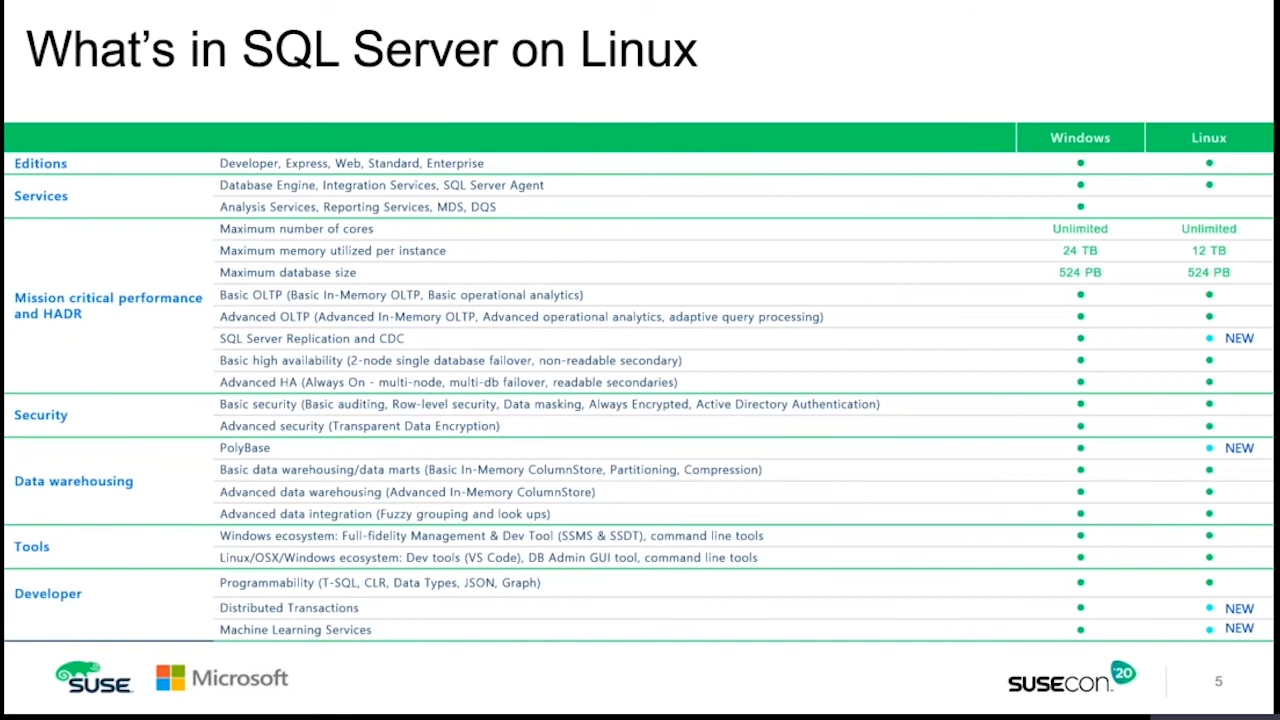 What's in SQL Server on Linux
Windows
Linux
Editions
Developer, Express, Web, Standard, Enterprise
Services
Database Engine, Integration Services, SQL Server Agent
Analysis Services, Reporting Services, MDS, DQS
Mission critical performance
and HADR
Maximum number of cores
Unlimited
Unlimited
Maximum memory utilized per instance
24 TB
12 TB
Maximum database size
524 PB
524 PB
Basic OLTP (Basic In-Memory OLTP, Basic operational analytics)
Advanced OLTP (Advanced In-Memory OLTP, Advanced operational analytics, adaptive query processing)
SQL Server Replication and CDC
NEW
Basic high availability (2-node single database failover, non-readable secondary)
Advanced HA (Always On - multi-node, multi-db failover, readable secondaries)
Security
Basic security (Basic auditing, Row-level security, Data masking, Always Encrypted, Active Directory Authentication)
Advanced security (Transparent Data Encryption)
Data warehousing
PolyBase
NEW
Basic data warehousing/data marts (Basic In-Memory ColumnStore, Partitioning, Compression)
Advanced data warehousing (Advanced In-Memory ColumnStore)
Advanced data integration (Fuzzy grouping and look ups)
Tools
Windows ecosystem: Full-fidelity Management & Dev Tool (SSMS & SSDT), command line tools
Linux/OSX/Windows ecosystem: Dev tools (VS Code), DB Admin GUI tool, command line tools
Developer
Programmability (T-SQL, CLR, Data Types, JSON, Graph)
Distributed Transactions
NEW
Machine Learning Services
NEW
SUSE
Microsoft
SUSECON.
'20
5